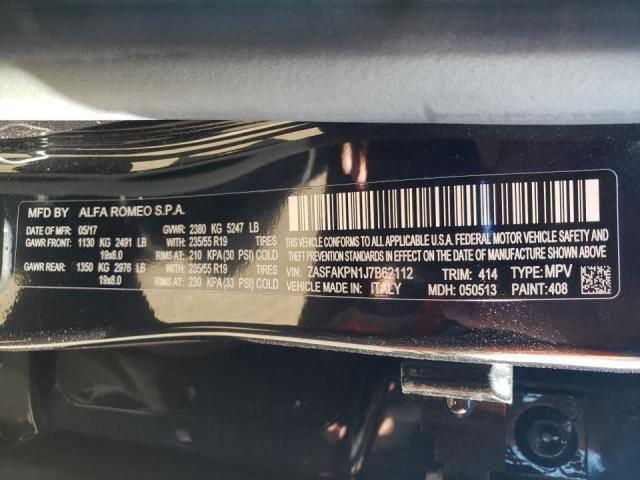 MFD BY ALFA ROMEO S.P.A.
DATE OF MFR: 05/17 GVWR: 2380 KG 5247 LB
GAWR FRONT: 1130 KG 2491 LB WITH: 235/55 R19 TIRES
19x8.0 RIMS AT: 210 KPA (30 PSI) COLD
GAWR REAR: 1350 KG 2976 LB WITH: 235/55 R19 TIRES
19x8.0 RIMS AT: 230 KPA (33 PSI) COLD
THIS VEHICLE CONFORMS TO ALL APPLICABLE U.S.A. FEDERAL MOTOR VEHICLE SAFETY AND
THEFT PREVENTION STANDARDS IN EFFECT ON THE DATE OF MANUFACTURE SHOWN ABOVE.
VIN: ZASFAKPN1J7B62112 TRIM: 414 TYPE: MPV
VEHICLE MADE IN: ITALY MDH: 050513 PAINT: 408